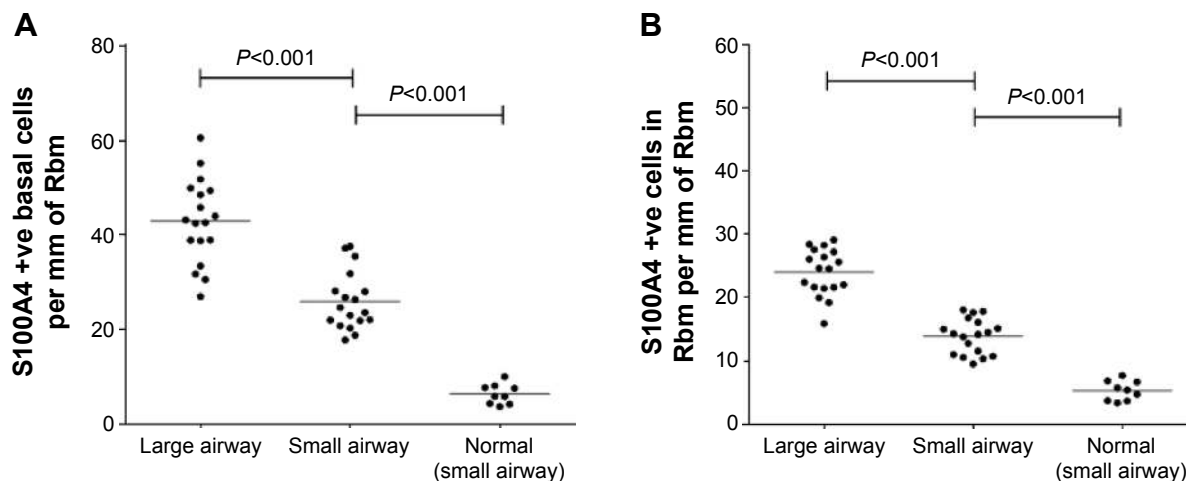 A
S100A4 +ve basal cells
per mm of Rbm
80
60
40
20
0
P<0.001
P<0.001
Large airway
Small airway
Normal
(small airway)
B
S100A4 +ve cells in
Rbm per mm of Rbm
60
50
40
30
20
10
0
P<0.001
P<0.001
Large airway
Small airway
Normal
(small airway)